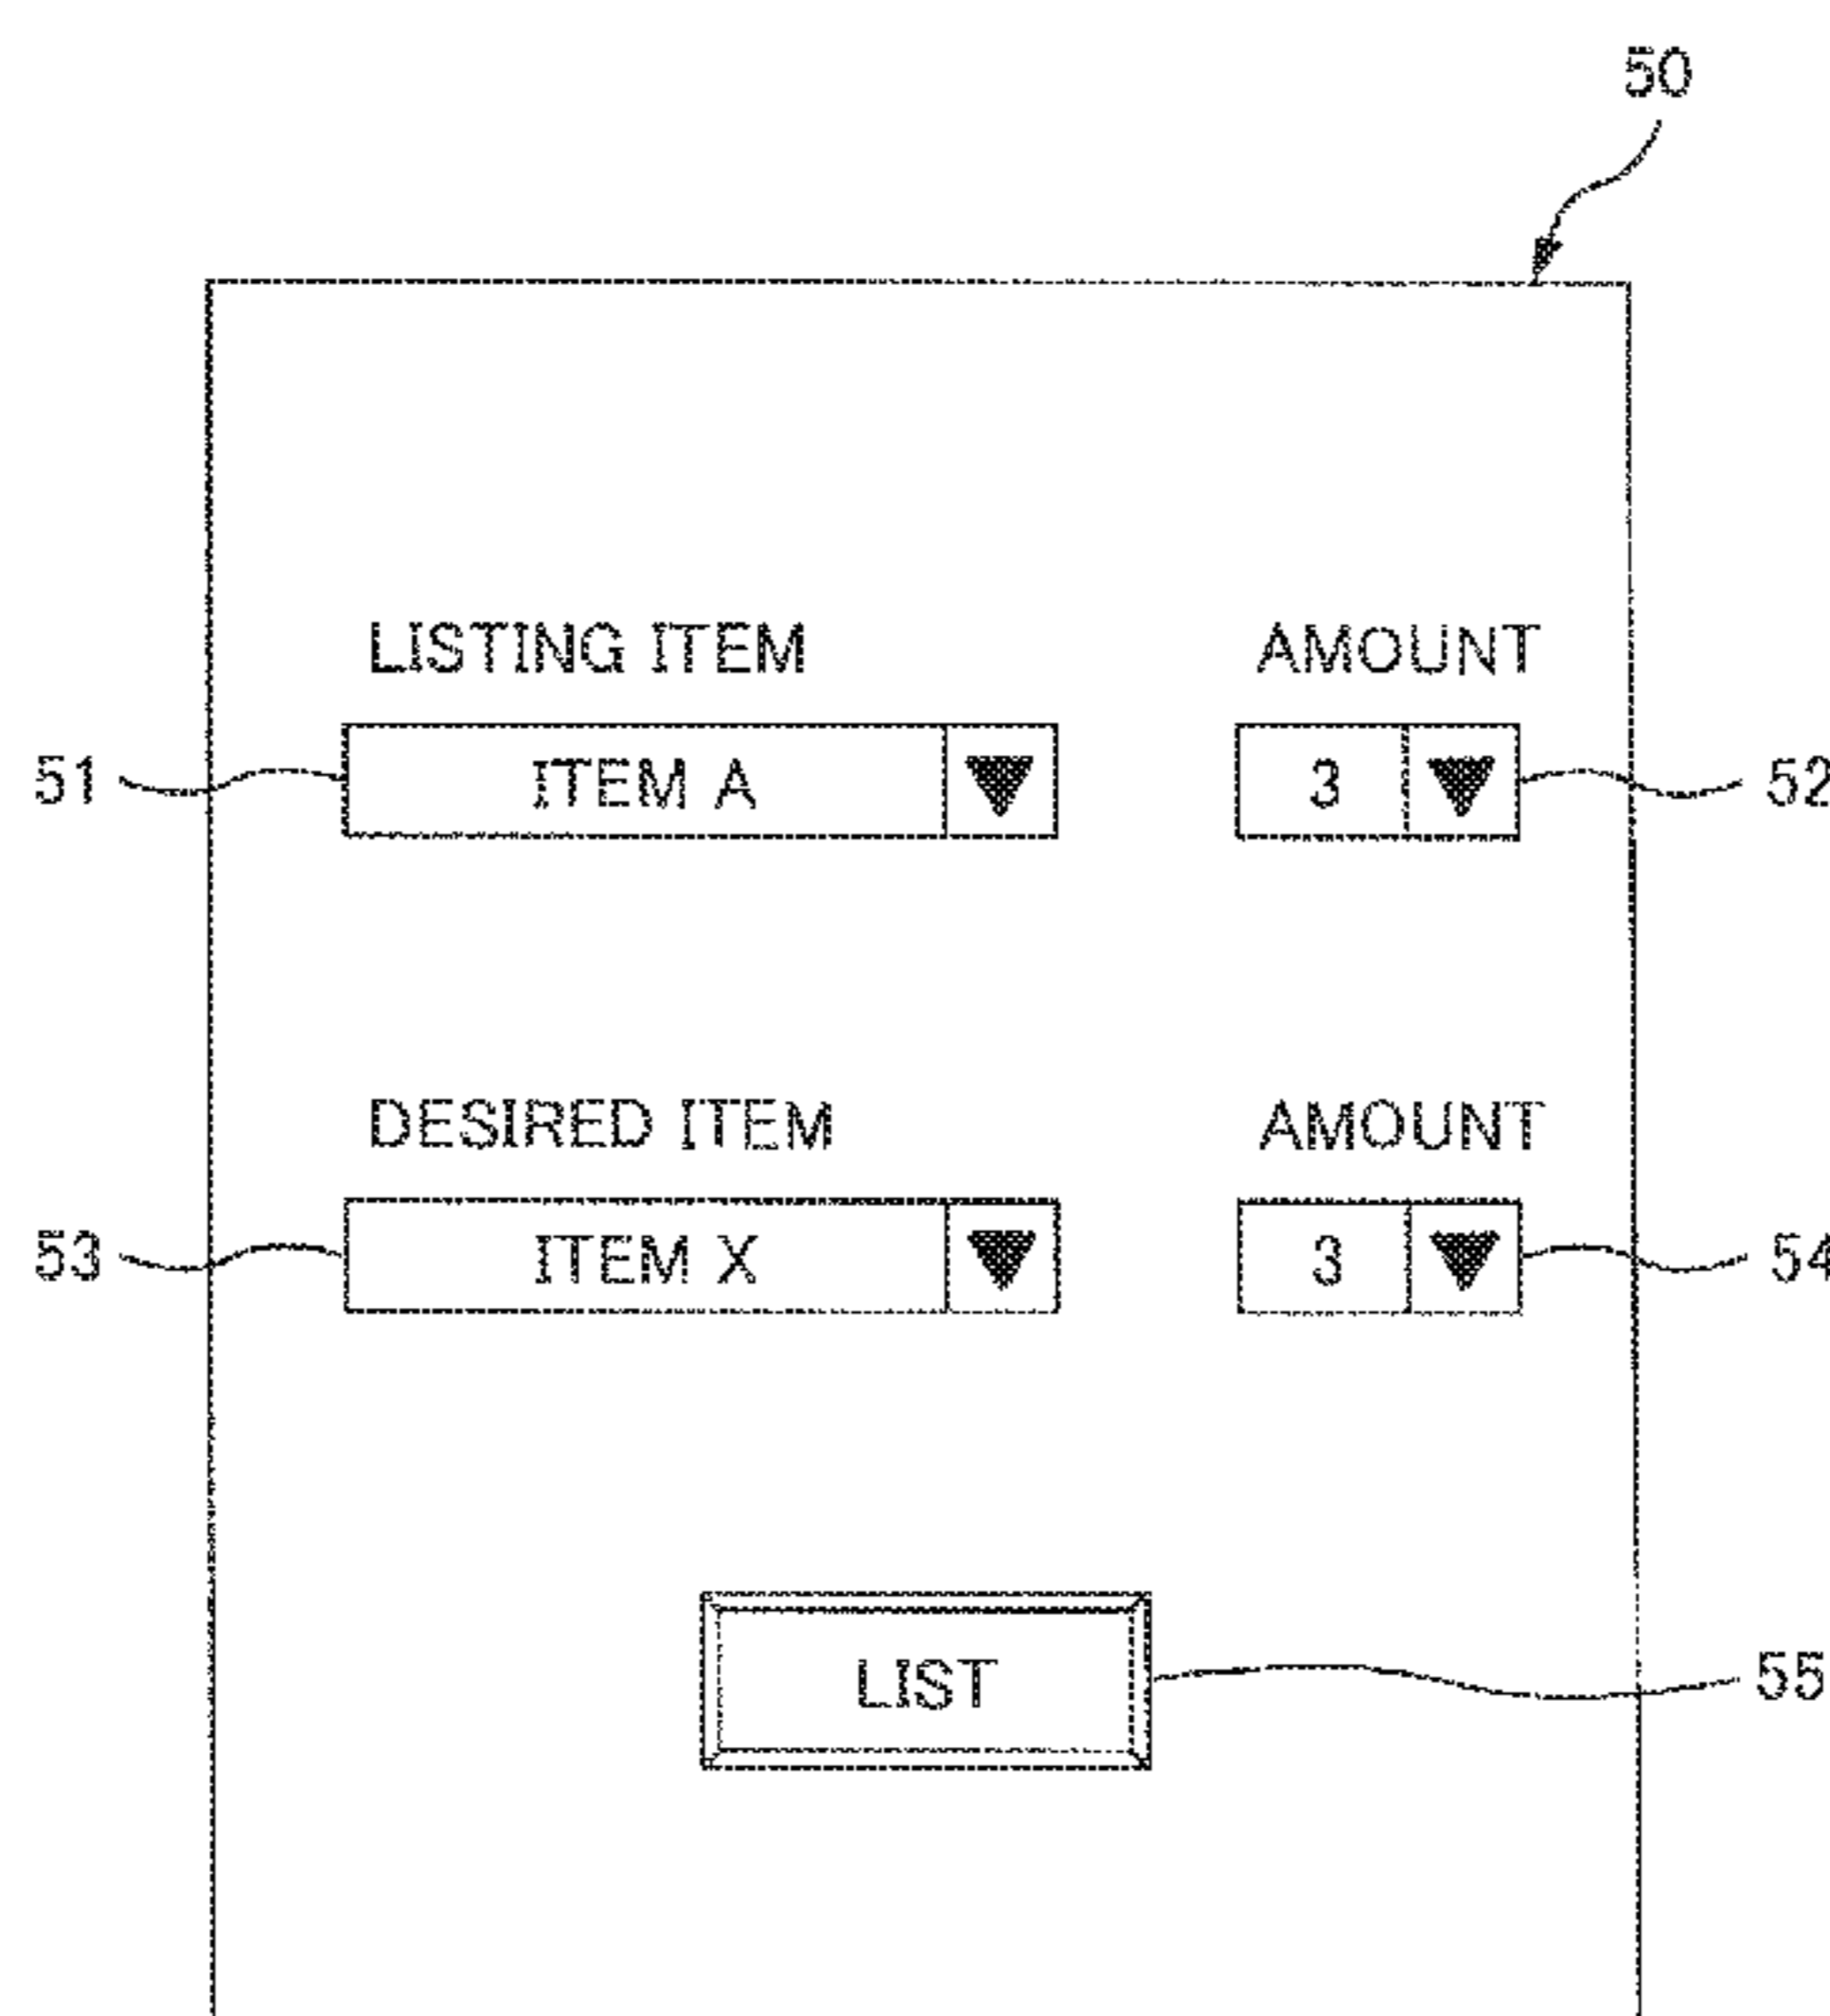 50
LISTING ITEM AMOUNT
51 ITEM A ▼ 3 ▼ 52
DESIRED ITEM AMOUNT
53 ITEM X ▼ 3 ▼ 54
LIST 55